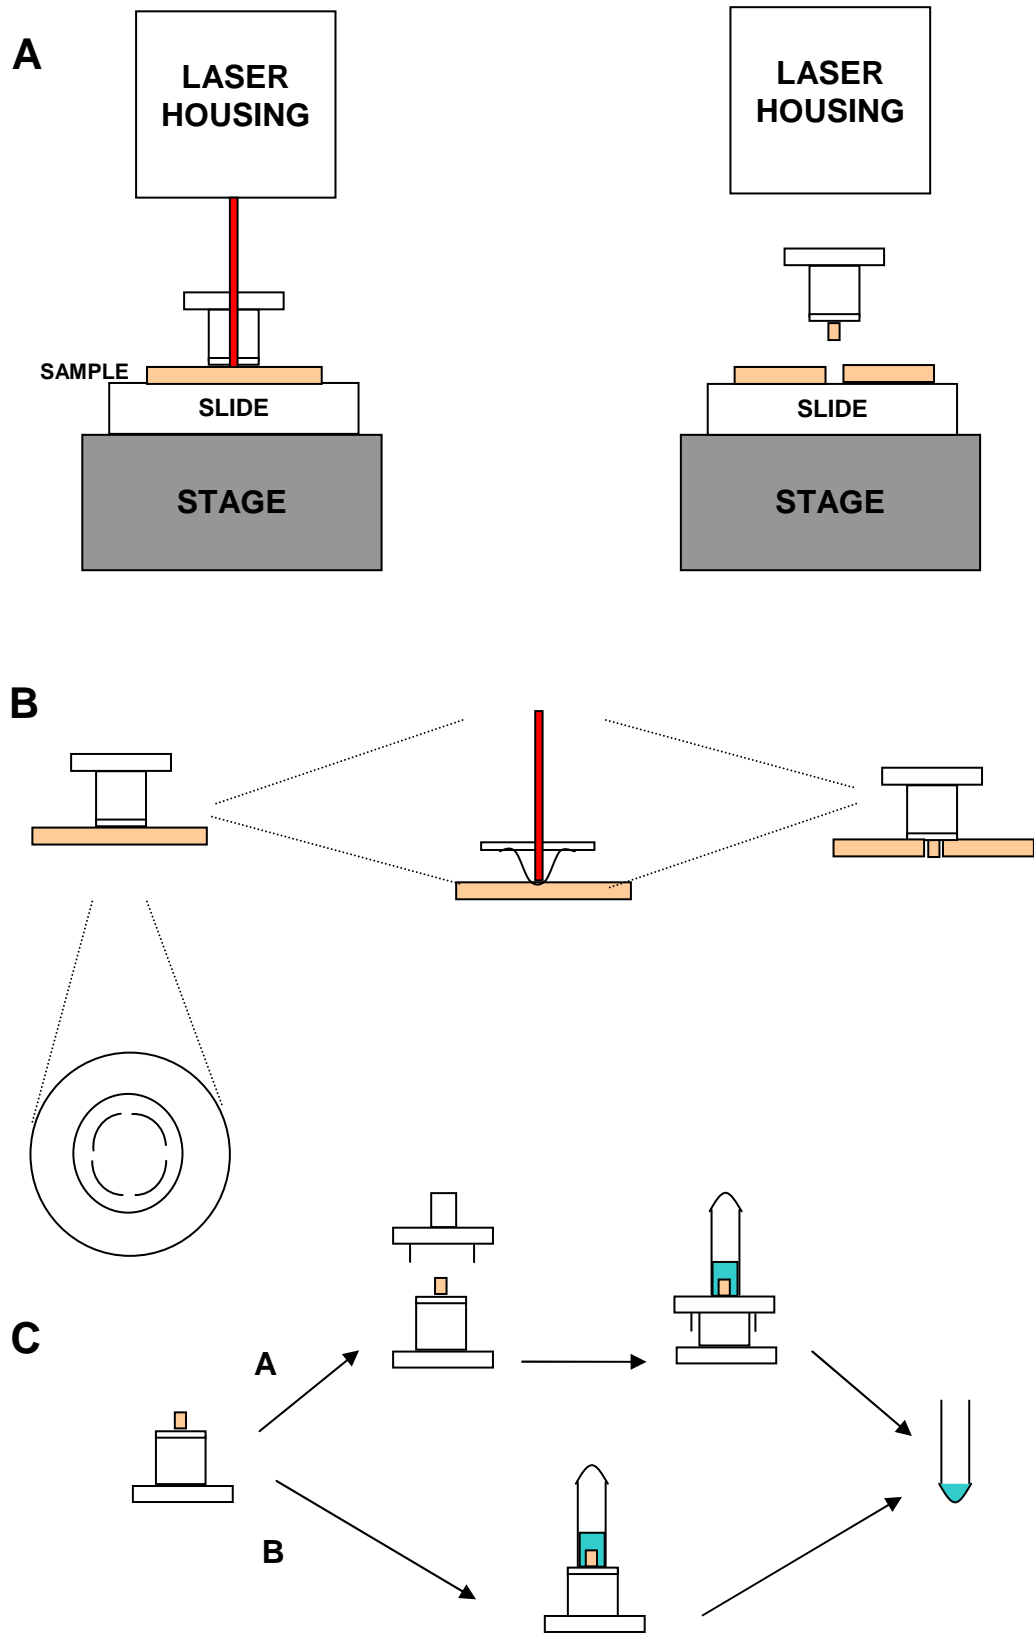 A
LASER
HOUSING
LASER
HOUSING
SAMPLE
SLIDE
SLIDE
STAGE
STAGE
B
C
A
B